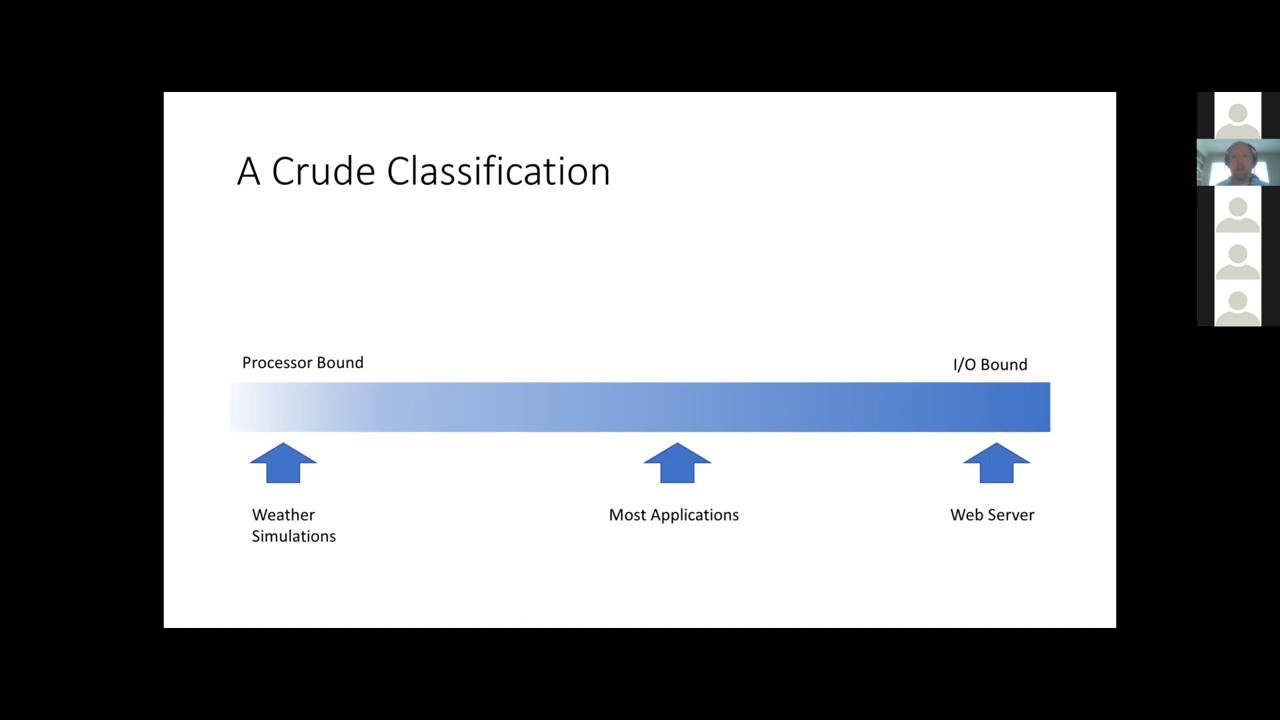 A Crude Classification
Processor Bound
I/O Bound
Weather
Simulations
Most Applications
Web Server